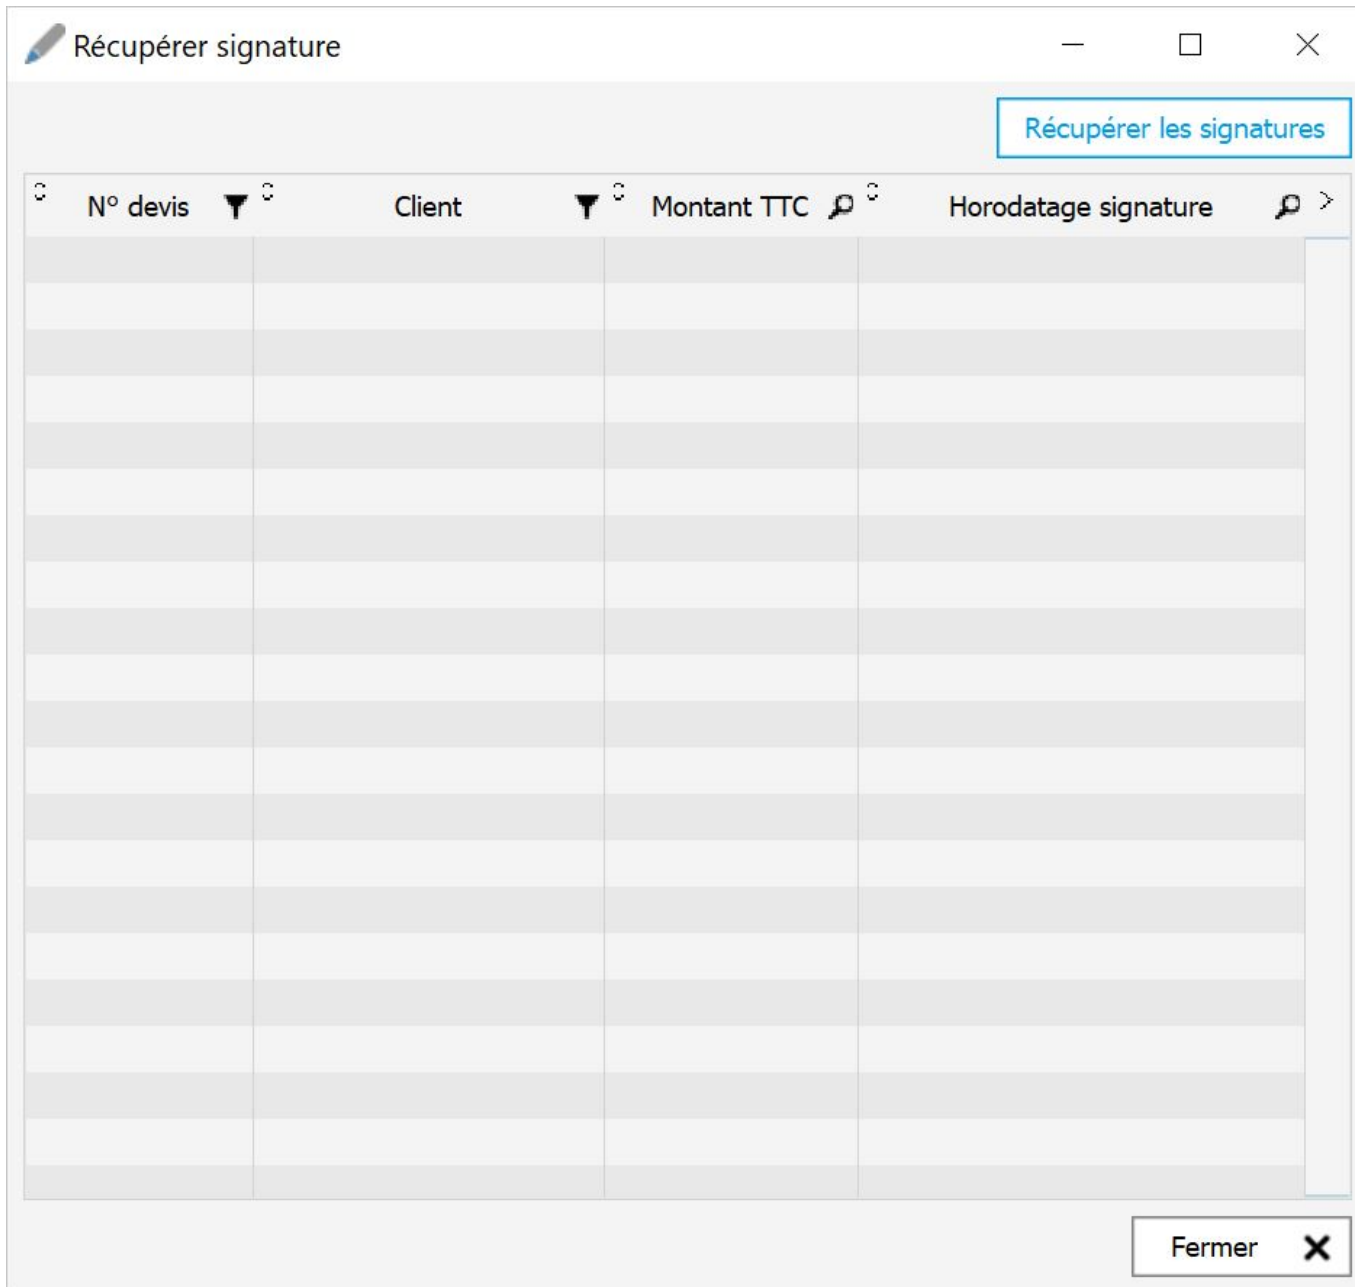 Récupérer signature
Récupérer les signatures
N° devis Client Montant TTC Horodatage signature
Fermer